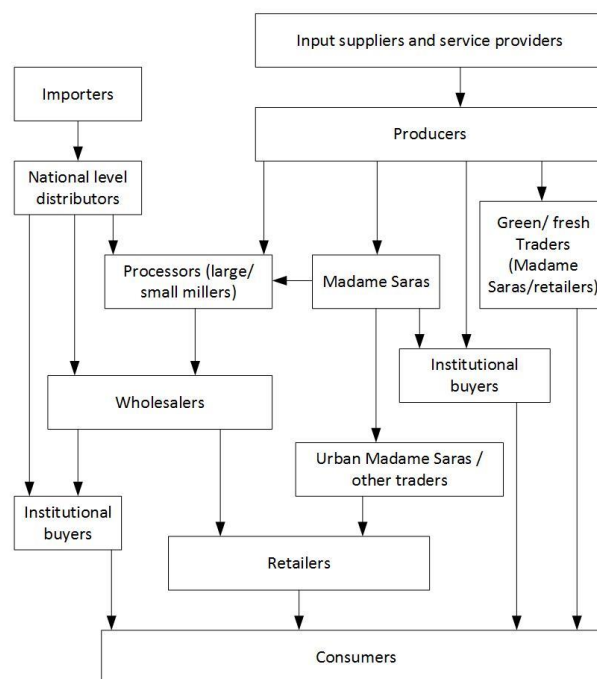 Input suppliers and service providers
Importers
Producers
National level
distributors
Green/ fresh
Traders
(Madame
Saras/retailers)
Processors (large/
small millers)
Madame Saras
Institutional
buyers
Wholesalers
Urban Madame Saras /
other traders
Institutional
buyers
Retailers
Consumers